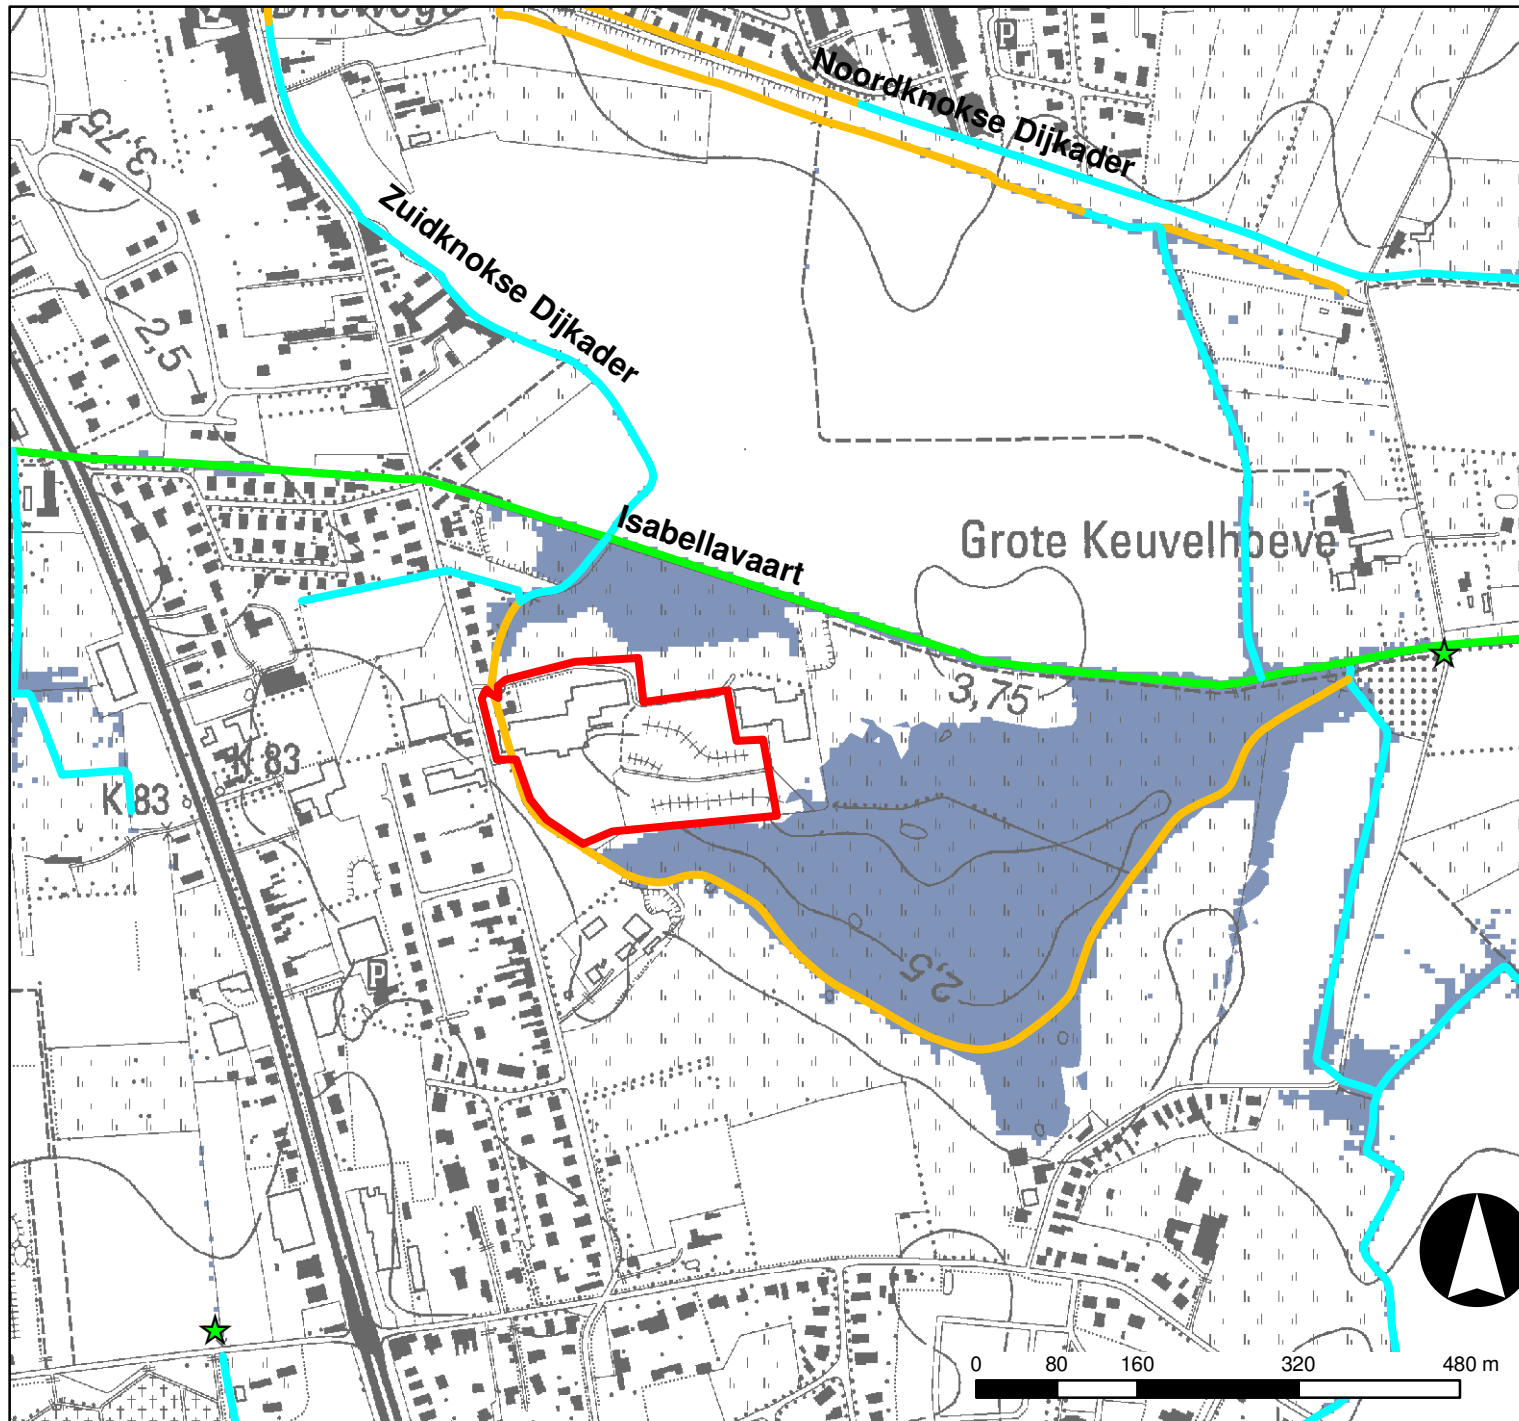 P
Noordknokse Dijkader
3,75
Zuidknokse Dijkader
2,5
Isabellavaart
Grote Keuvelhoeve
3,75
K 83
K 83
P
2,5
0 80 160 320 480 m